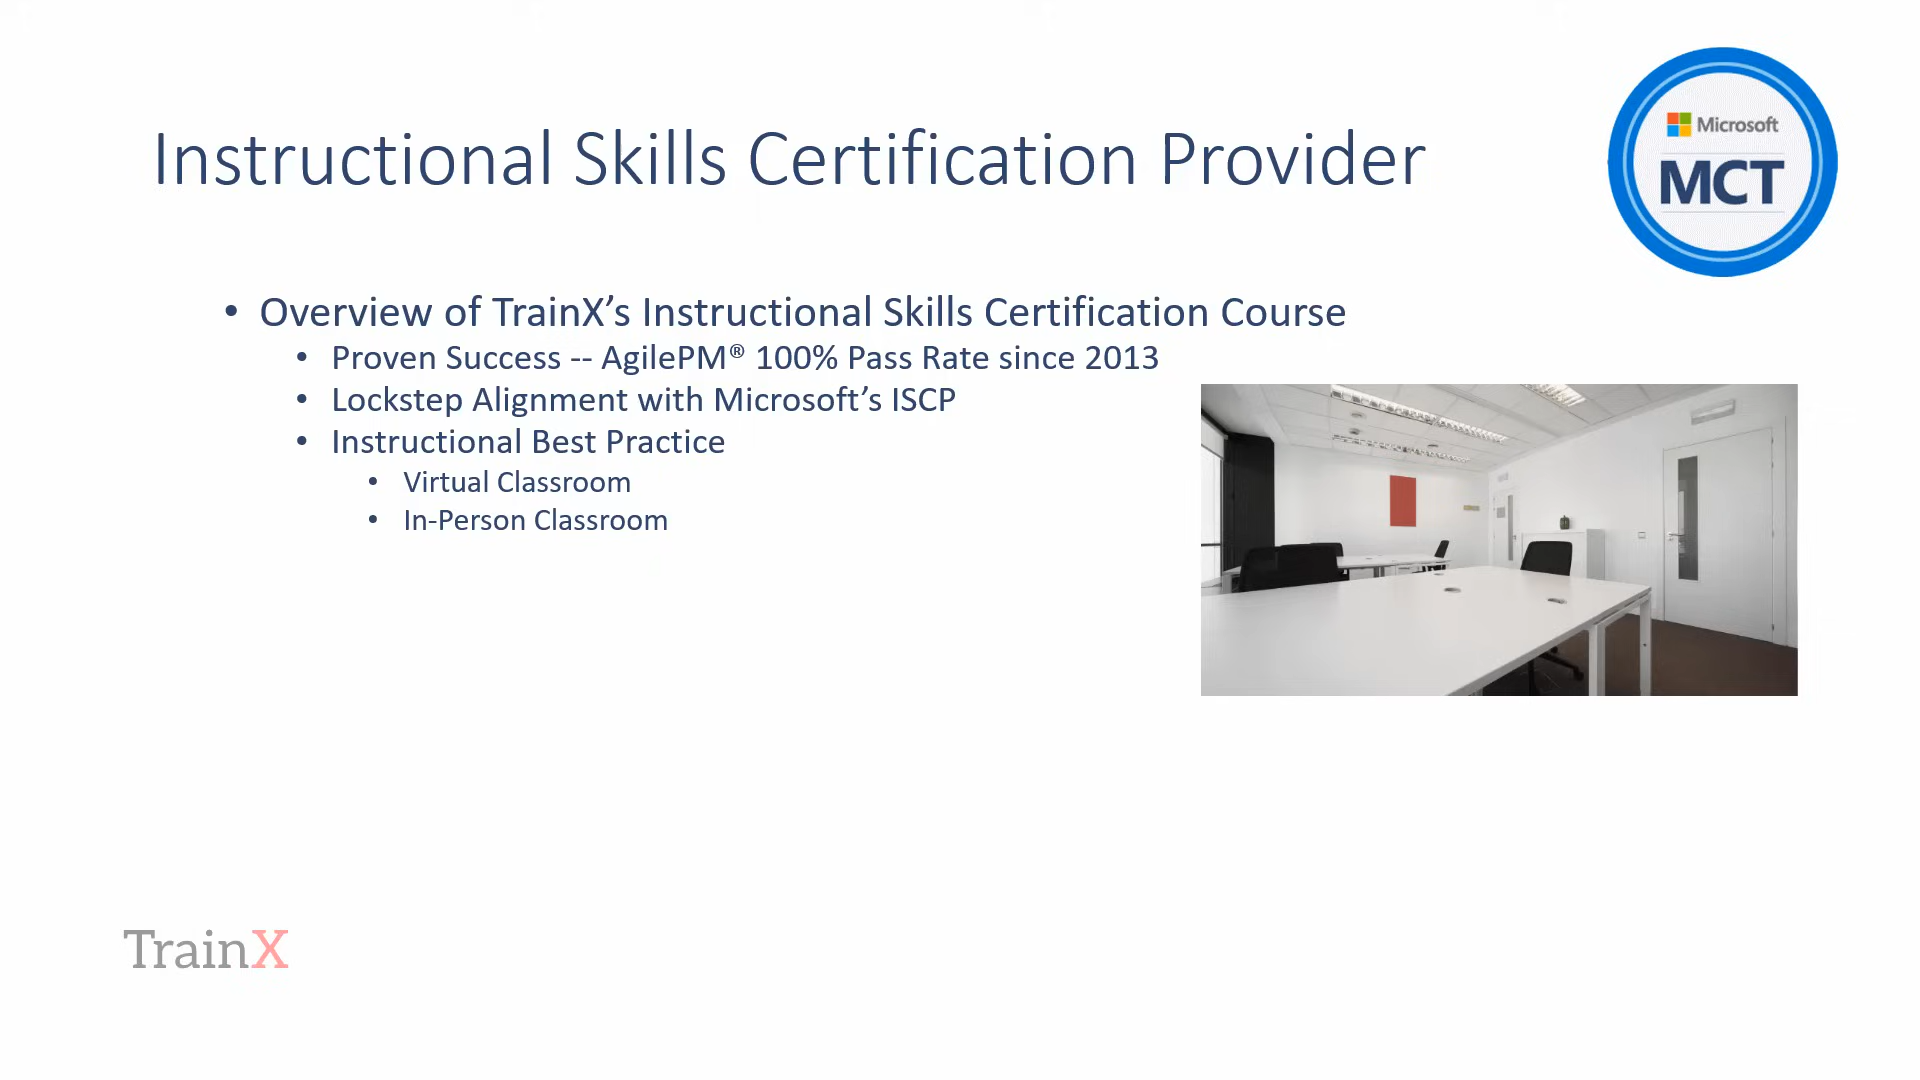 Instructional Skills Certification Provider
Microsoft
MCT
• Overview of TrainX’s Instructional Skills Certification Course
• Proven Success -- AgilePM® 100% Pass Rate since 2013
• Lockstep Alignment with Microsoft’s ISCP
• Instructional Best Practice
• Virtual Classroom
• In-Person Classroom
TrainX